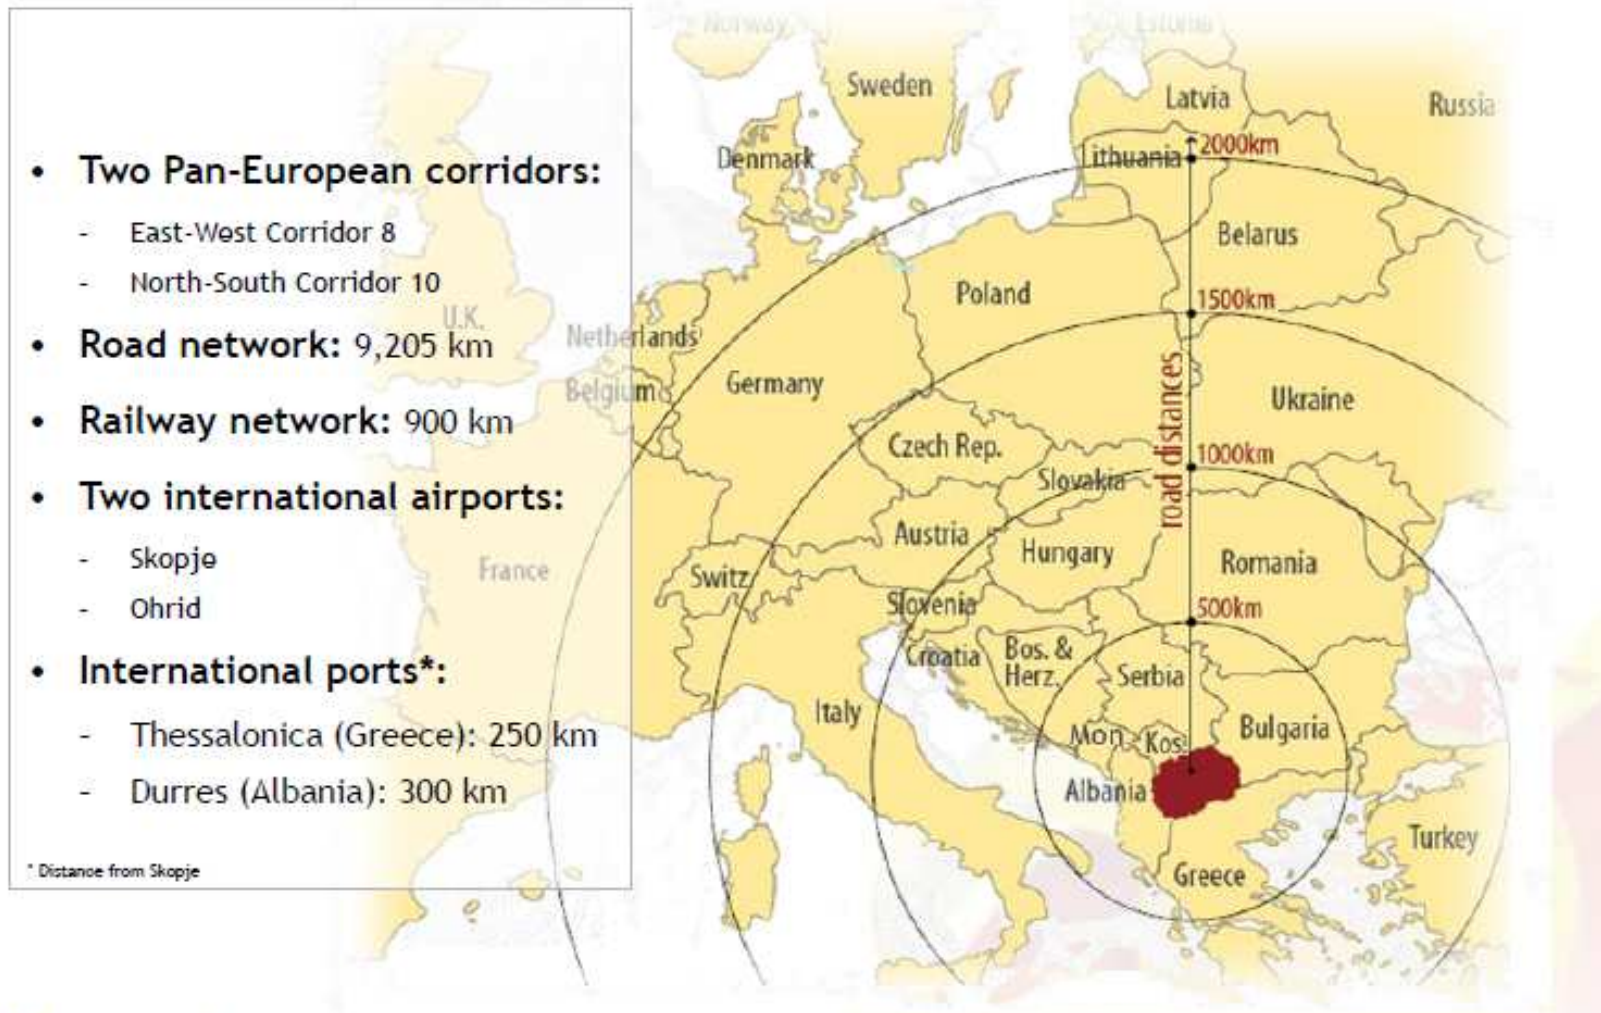 • Two Pan-European corridors:
- East-West Corridor 8
- North-South Corridor 10
• Road network: 9,205 km
• Railway network: 900 km
• Two international airports:
- Skopje
- Ohrid
• International ports*:
- Thessalonica (Greece): 250 km
- Durres (Albania): 300 km
* Distance from Skopje
Norway
Estonia
Sweden
Latvia
Russia
Denmark
Lithuania
2000km
Belarus
Poland
1500km
U.K.
Netherlands
Belgium
Germany
road distances
Ukraine
Czech Rep.
1000km
Slovakia
Austria
Hungary
Romania
France
Switz
Slovenia
500km
Croatia
Bos. &
Herz.
Serbia
Italy
Mon.
Kos.
Bulgaria
Albania
Turkey
Greece